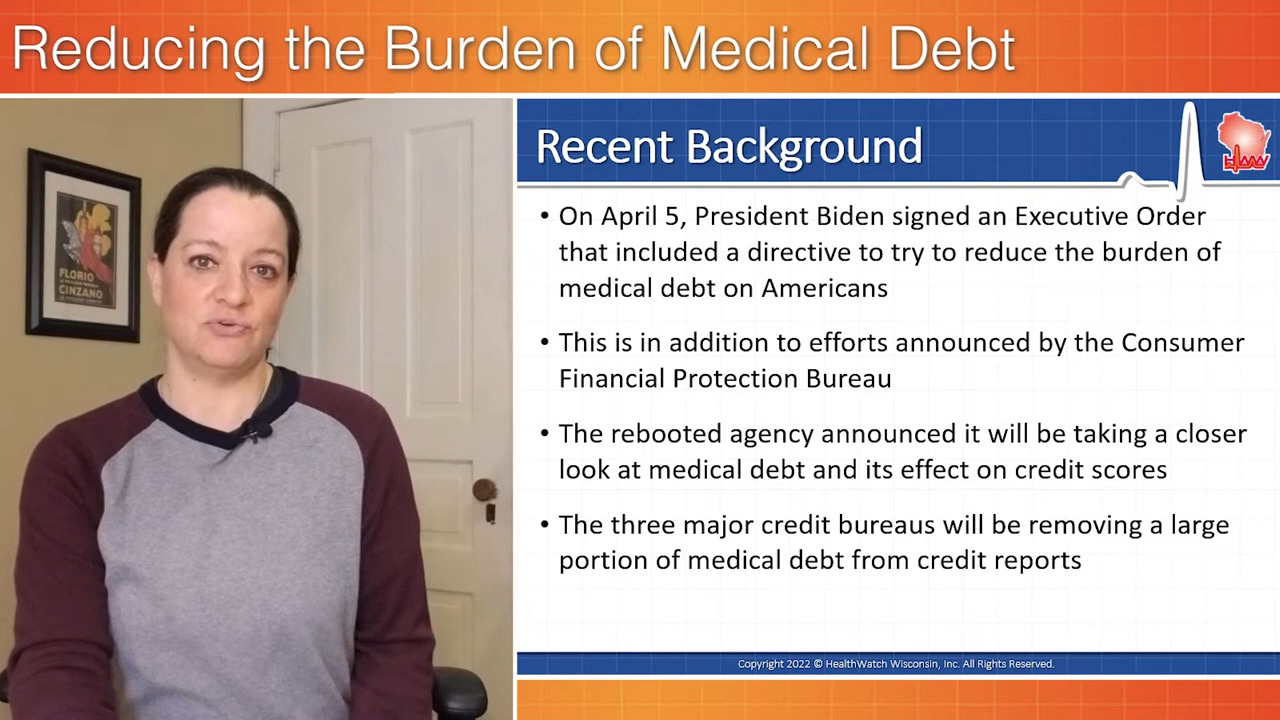 Reducing the Burden of Medical Debt
FLORIO
CINZANO
Recent Background
• On April 5, President Biden signed an Executive Order
that included a directive to try to reduce the burden of
medical debt on Americans
• This is in addition to efforts announced by the Consumer
Financial Protection Bureau
• The rebooted agency announced it will be taking a closer
look at medical debt and its effect on credit scores
• The three major credit bureaus will be removing a large
portion of medical debt from credit reports
Copyright 2022 © HealthWatch Wisconsin, Inc. All Rights Reserved.